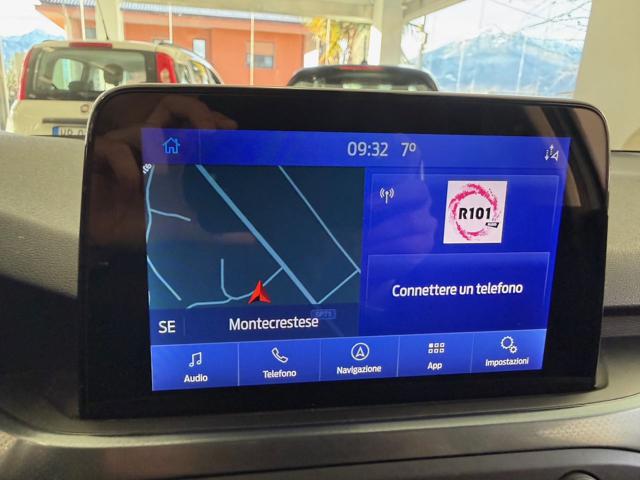 09:32 7°
R101
SE
Montecrestese
Connettere un telefono
Audio
Telefono
Navigazione
App
Impostazioni